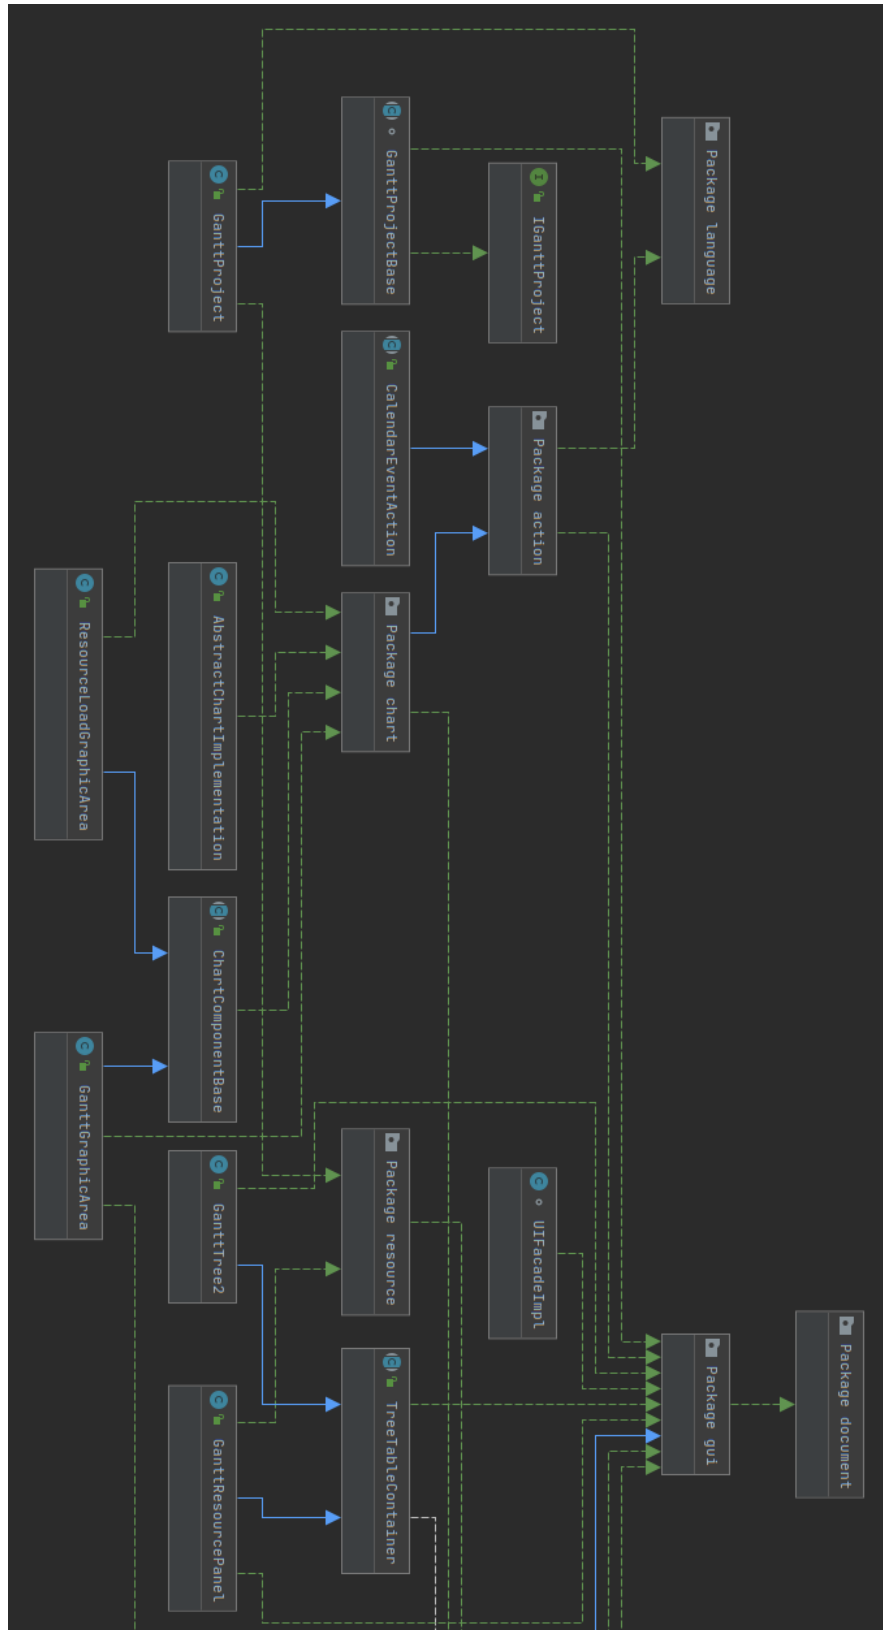 Package language
GanttProjectBase
GanttProject
IGanttProject
CalendarEventAction
Package action
ResourceLoadGraphicArea
AbstractChartImplementation
Package chart
ChartComponentBase
GanttGraphicArea
GanttTree2
Package resource
UIFacadeImpl
Package document
Package gui
TreeTableContainer
GanttResourcePanel